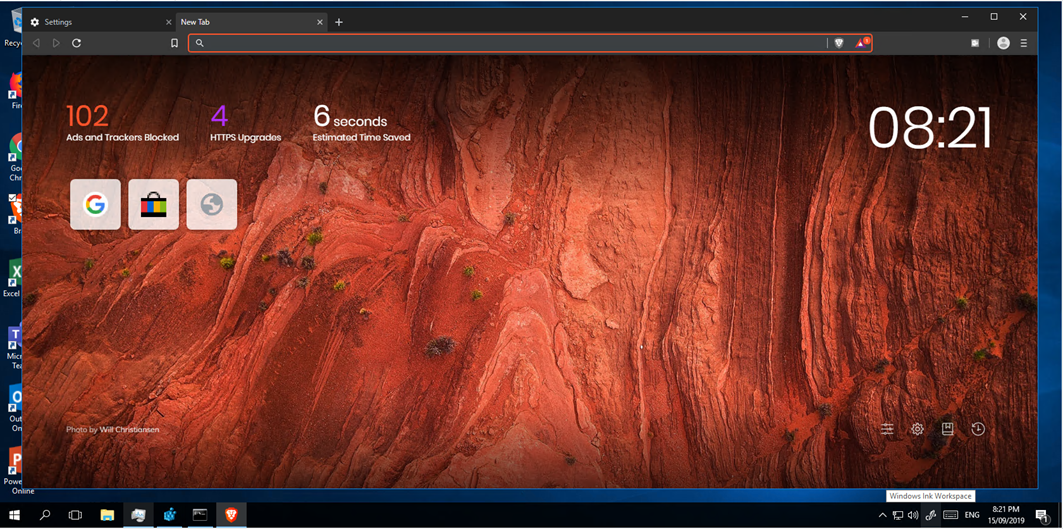 Settings
New Tab
1
102
Ads and Trackers Blocked
4
HTTPS Upgrades
6 seconds
Estimated Time Saved
08:21
Photo by Will Christiansen
Recyc
Fire
Goo
Chr
Br
Excel
Micr
Tea
Out
On
Powe
Online
Windows Ink Workspace
ENG
8:21 PM
15/09/2019
1